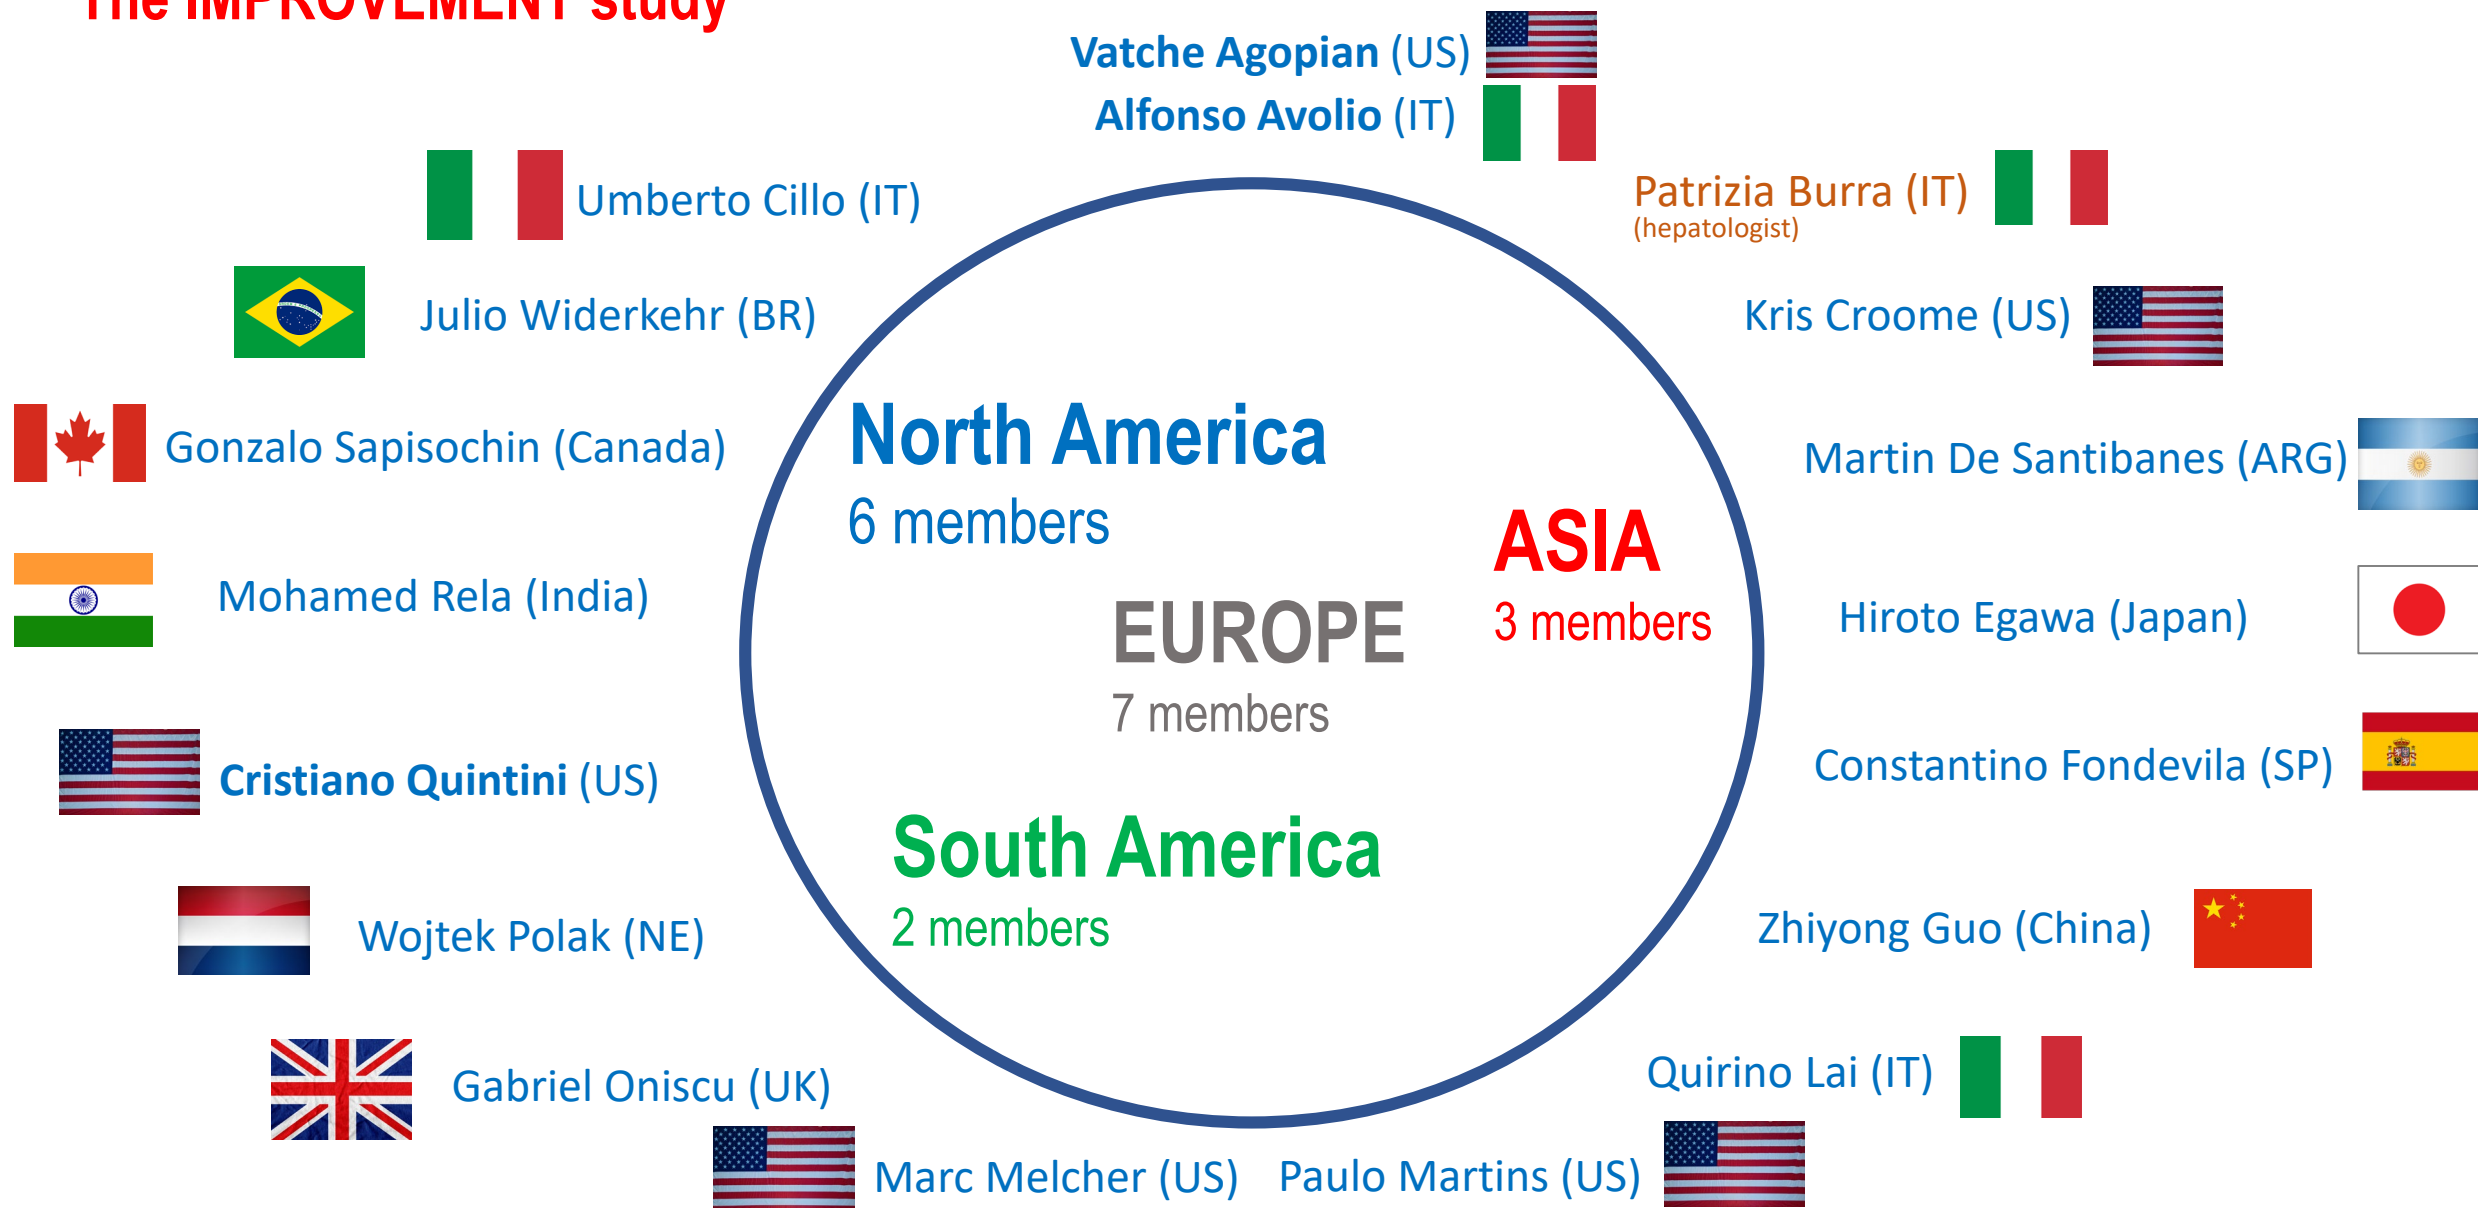 The IMPROVEMENT study
Vatche Agopian (US)
Alfonso Avolio (IT)
Umberto Cillo (IT)
Patrizia Burra (IT)
(hepatologist)
Julio Widerkehr (BR)
Kris Croome (US)
Gonzalo Sapisochin (Canada)
Martin De Santibanes (ARG)
North America
6 members
ASIA
3 members
Mohamed Rela (India)
Hiroto Egawa (Japan)
EUROPE
7 members
Cristiano Quintini (US)
Constantino Fondevila (SP)
South America
2 members
Wojtek Polak (NE)
Zhiyong Guo (China)
Gabriel Oniscu (UK)
Quirino Lai (IT)
Marc Melcher (US)
Paulo Martins (US)